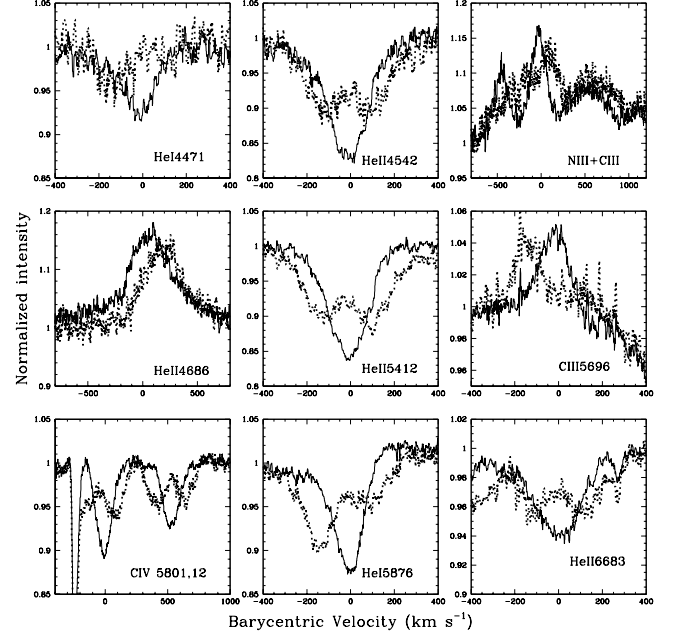 1.05
1
0.95
0.9
0.85
-400 -200 0 200 400
HeI4471
1.05
1
0.95
0.9
0.85
0.8
-400 -200 0 200 400
HeII4542
1.2
1.15
1.1
1.05
1
0.95
-500 0 500 1000
NIII+CIII
1.2
1.1
1
0.9
-500 0 500
HeII4686
1.05
1
0.95
0.9
0.85
0.8
-400 -200 0 200 400
HeII5412
1.06
1.04
1.02
1
0.98
0.96
-400 -200 0 200 400
CIII5696
1.05
1
0.95
0.9
0.85
0 500 1000
CIV 5801,12
1.05
1
0.95
0.9
0.85
-400 -200 0 200 400
HeI5876
1.02
1
0.98
0.96
0.94
0.92
0.9
-400 -200 0 200 400
HeII6683
Normalized intensity
Barycentric Velocity (km s⁻¹)